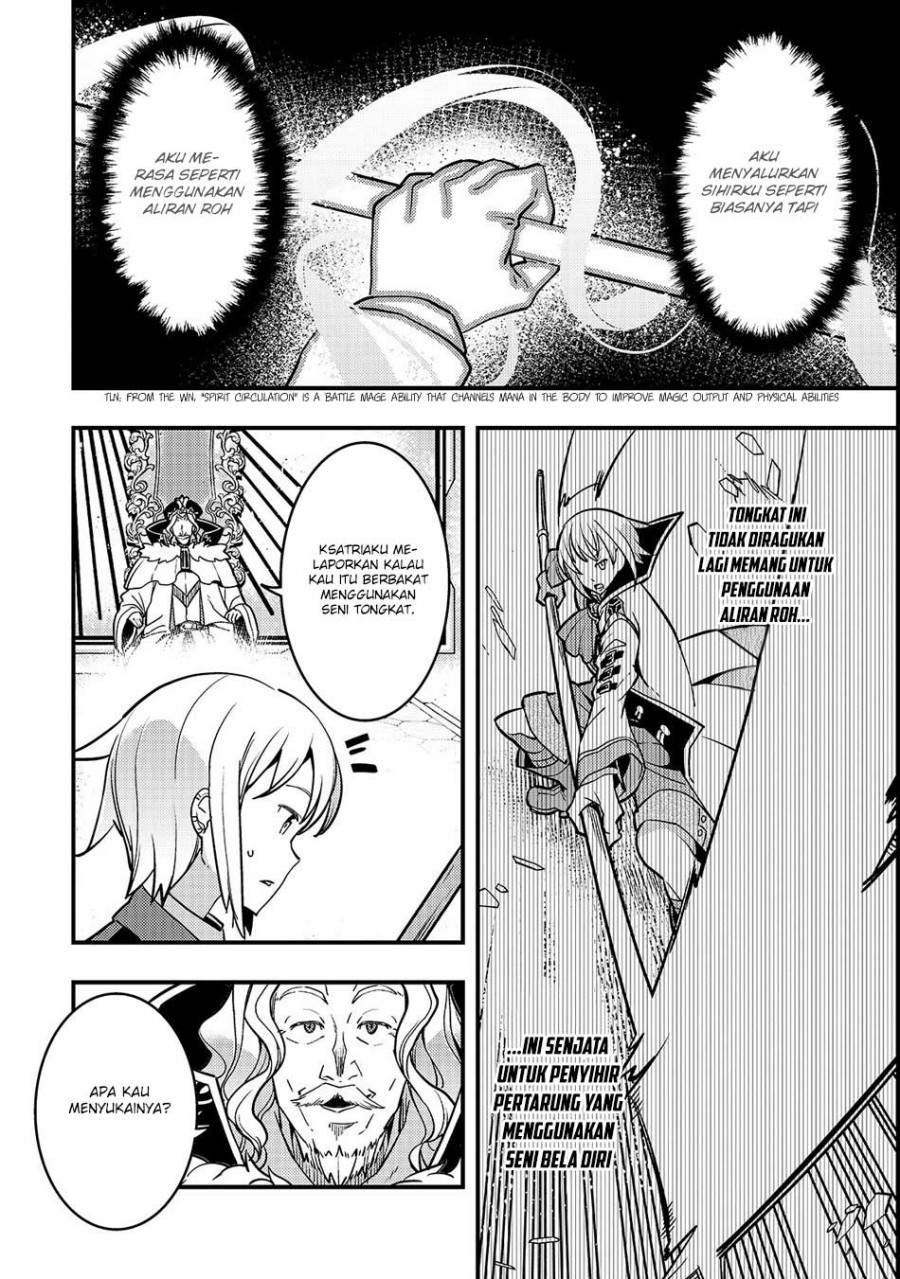 AKU
MENYALURKAN
SIHIRKU SEPERTI
BIASANYA TAPI
AKU ME-
RASA SEPERTI
MENGGUNAKAN
ALIRAN ROH
TLN: FROM THE WN, "SPIRIT CIRCULATION" IS A BATTLE MAGE ABILITY THAT CHANNELS MANA IN THE BODY TO IMPROVE MAGIC OUTPUT AND PHYSICAL ABILITIES
TONGKAT INI
TIDAK DIRAGUKAN
LAGI MEMANG UNTUK
PENGGUNAAN
ALIRAN ROH...
...INI SENJATA
UNTUK PENYIHIR
PERTARUNG YANG
MENGGUNAKAN
SENI BELA DIRI
KSATRIAKU ME-
LAPORKAN KALAU
KAU ITU BERBAKAT
MENGGUNAKAN
SENI TONGKAT.
APA KAU
MENYUKAINYA?